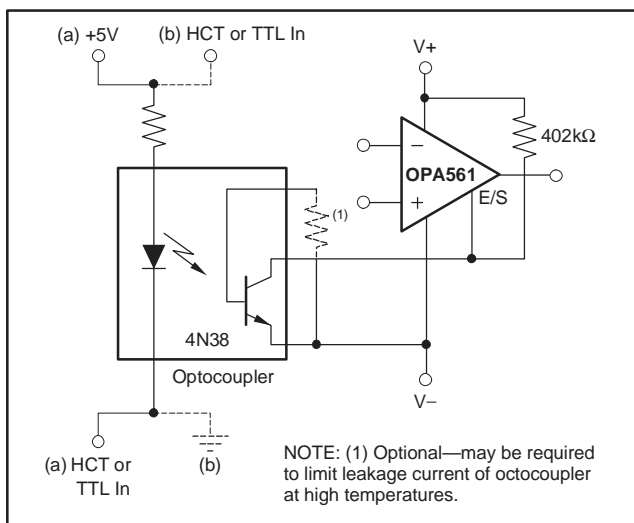 (a) +5V
(b) HCT or TTL In
V+
402kΩ
−
OPA561
+
E/S
(1)
4N38
Optocoupler
V−
(a) HCT or
TTL In
(b)
NOTE: (1) Optional—may be required
to limit leakage current of octocoupler
at high temperatures.